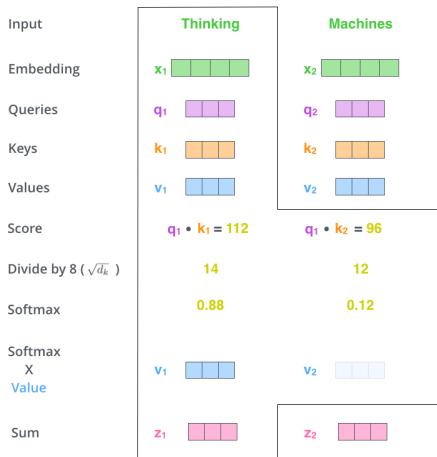 Input Thinking Machines
Embedding x₁ x₂
Queries q₁ q₂
Keys k₁ k₂
Values v₁ v₂
Score q₁ • k₁ = 112 q₁ • k₂ = 96
Divide by 8 ( √dₖ ) 14 12
Softmax 0.88 0.12
Softmax
X
Value v₁ v₂
Sum z₁ z₂